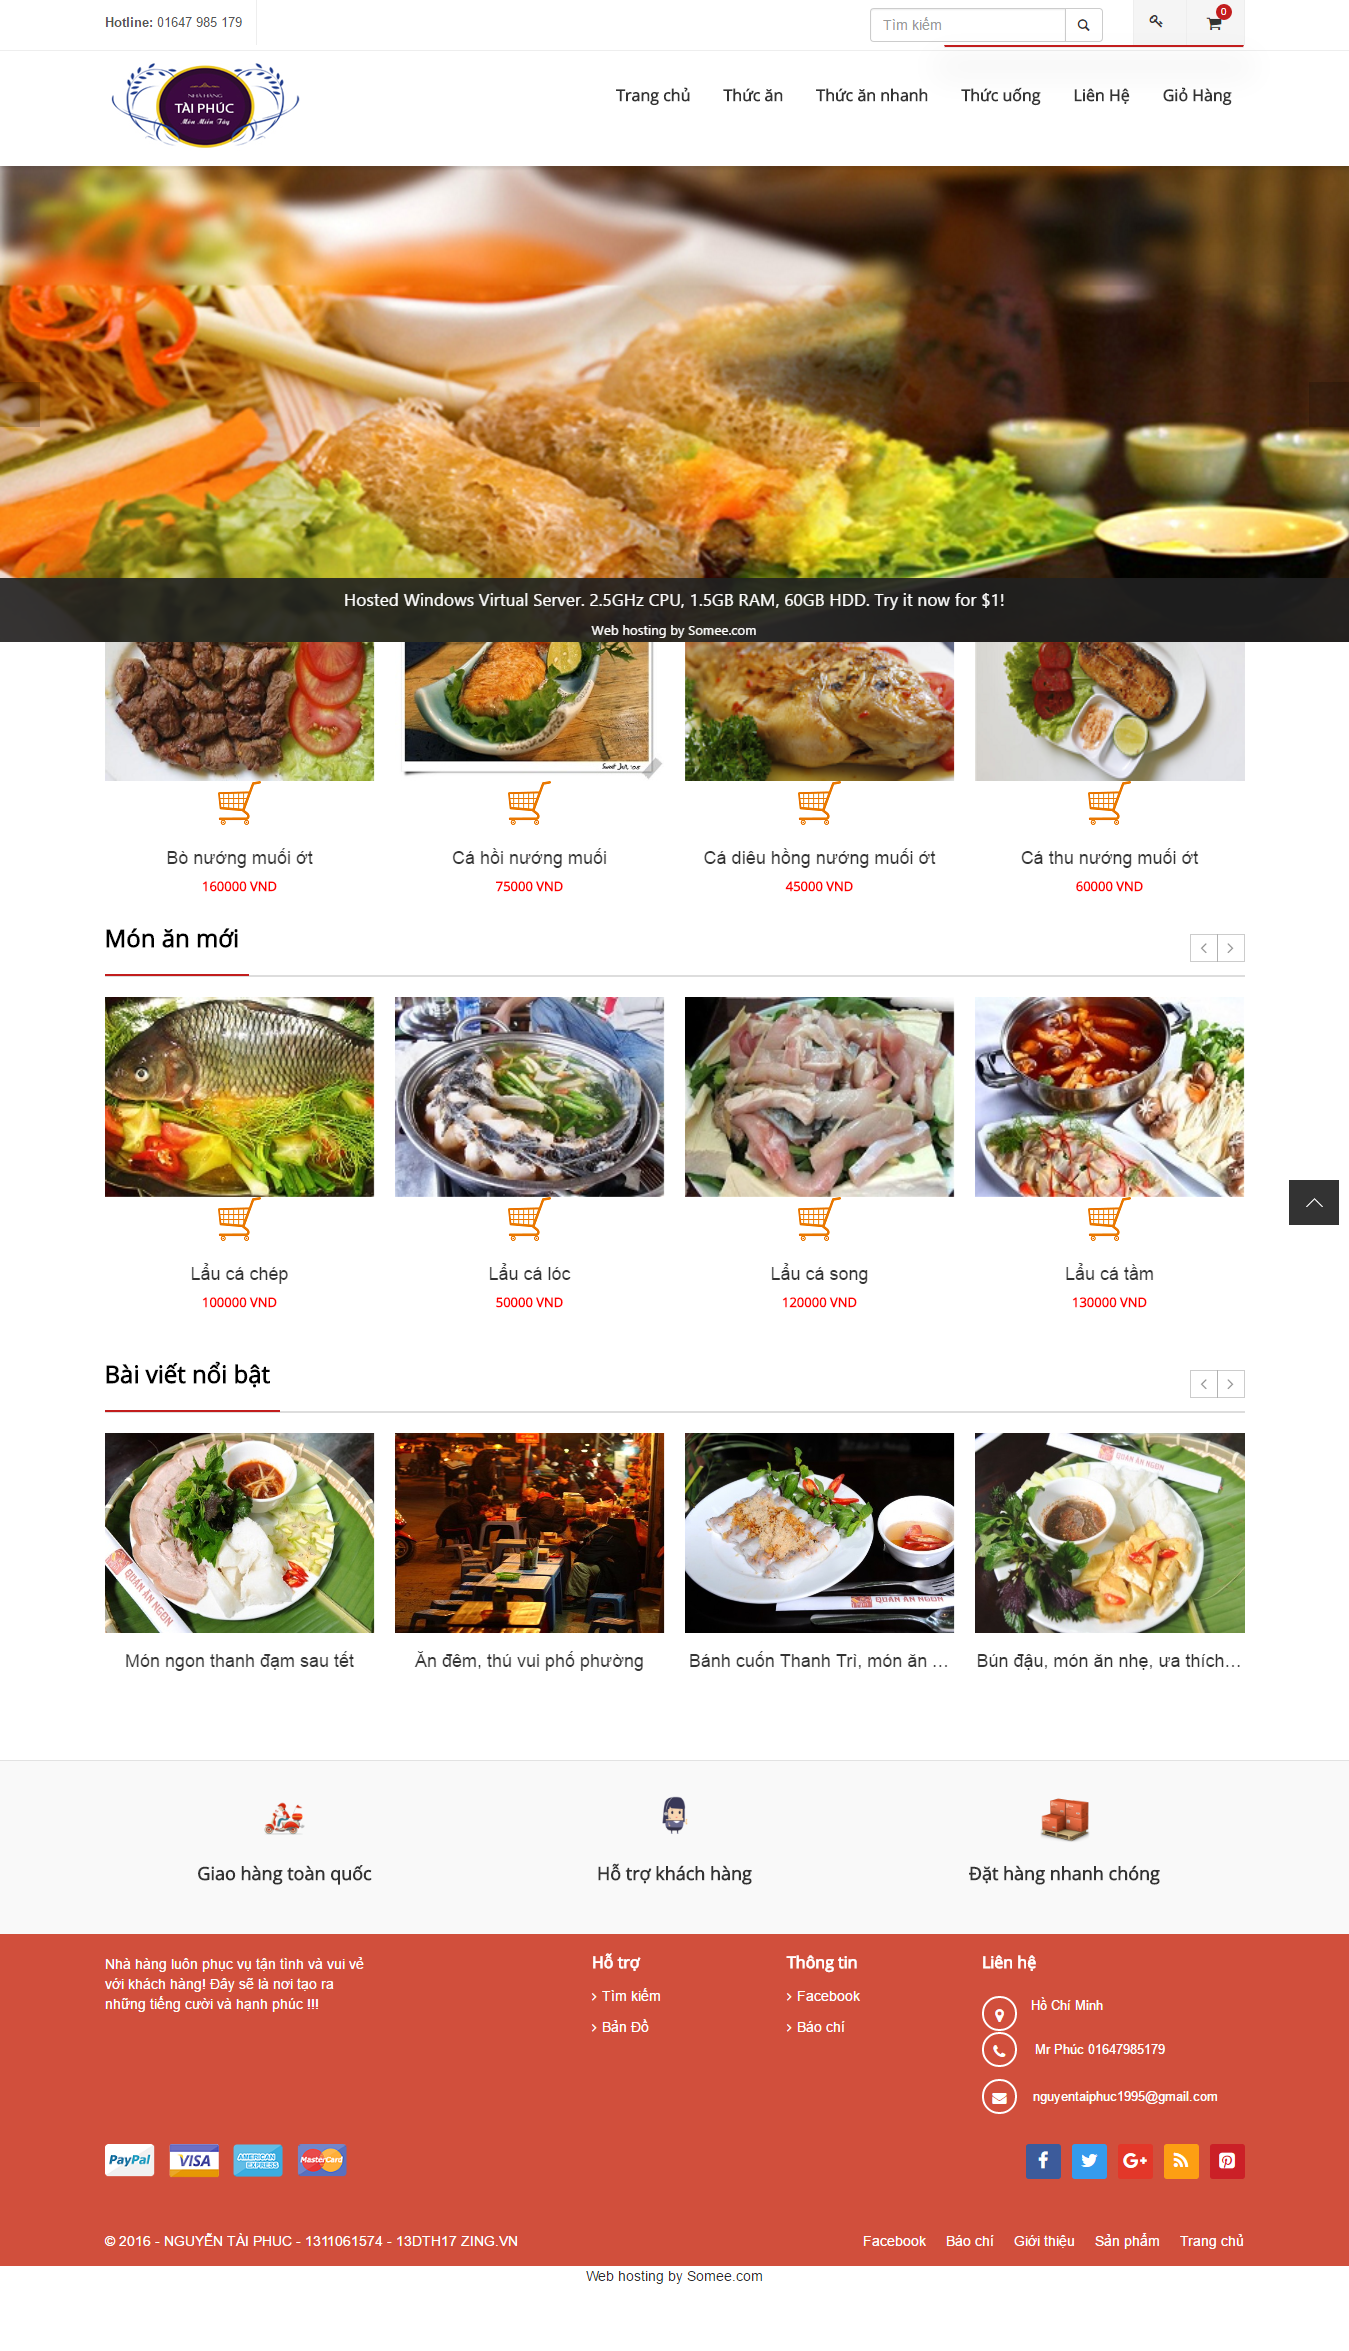 Hotline: 01647 985 179
Tìm kiếm
0
NHÀ HÀNG
TÀI PHÚC
Món Miền Tây
Trang chủ
Thức ăn
Thức ăn nhanh
Thức uống
Liên Hệ
Giỏ Hàng
Hosted Windows Virtual Server. 2.5GHz CPU, 1.5GB RAM, 60GB HDD. Try it now for $1!
Web hosting by Somee.com
Bò nướng muối ớt
160000 VND
Cá hồi nướng muối
75000 VND
Cá diêu hồng nướng muối ớt
45000 VND
Cá thu nướng muối ớt
60000 VND
Món ăn mới
Lẩu cá chép
100000 VND
Lẩu cá lóc
50000 VND
Lẩu cá song
120000 VND
Lẩu cá tầm
130000 VND
Bài viết nổi bật
QUÁN ĂN NGON
QUÁN ĂN NGON
QUÁN ĂN NGON
Món ngon thanh đạm sau tết
Ăn đêm, thú vui phố phường
Bánh cuốn Thanh Trì, món ăn ...
Bún đậu, món ăn nhẹ, ưa thích...
Giao hàng toàn quốc
Hỗ trợ khách hàng
Đặt hàng nhanh chóng
Nhà hàng luôn phục vụ tận tình và vui vẻ
với khách hàng! Đây sẽ là nơi tạo ra
những tiếng cười và hạnh phúc !!!
Hỗ trợ
Tìm kiếm
Bản Đồ
Thông tin
Facebook
Báo chí
Liên hệ
Hồ Chí Minh
Mr Phúc 01647985179
nguyentaiphuc1995@gmail.com
PayPal
VISA
AMERICAN EXPRESS
MasterCard
© 2016 - NGUYỄN TÀI PHÚC - 1311061574 - 13DTH17 ZING.VN
Facebook
Báo chí
Giới thiệu
Sản phẩm
Trang chủ
Web hosting by Somee.com